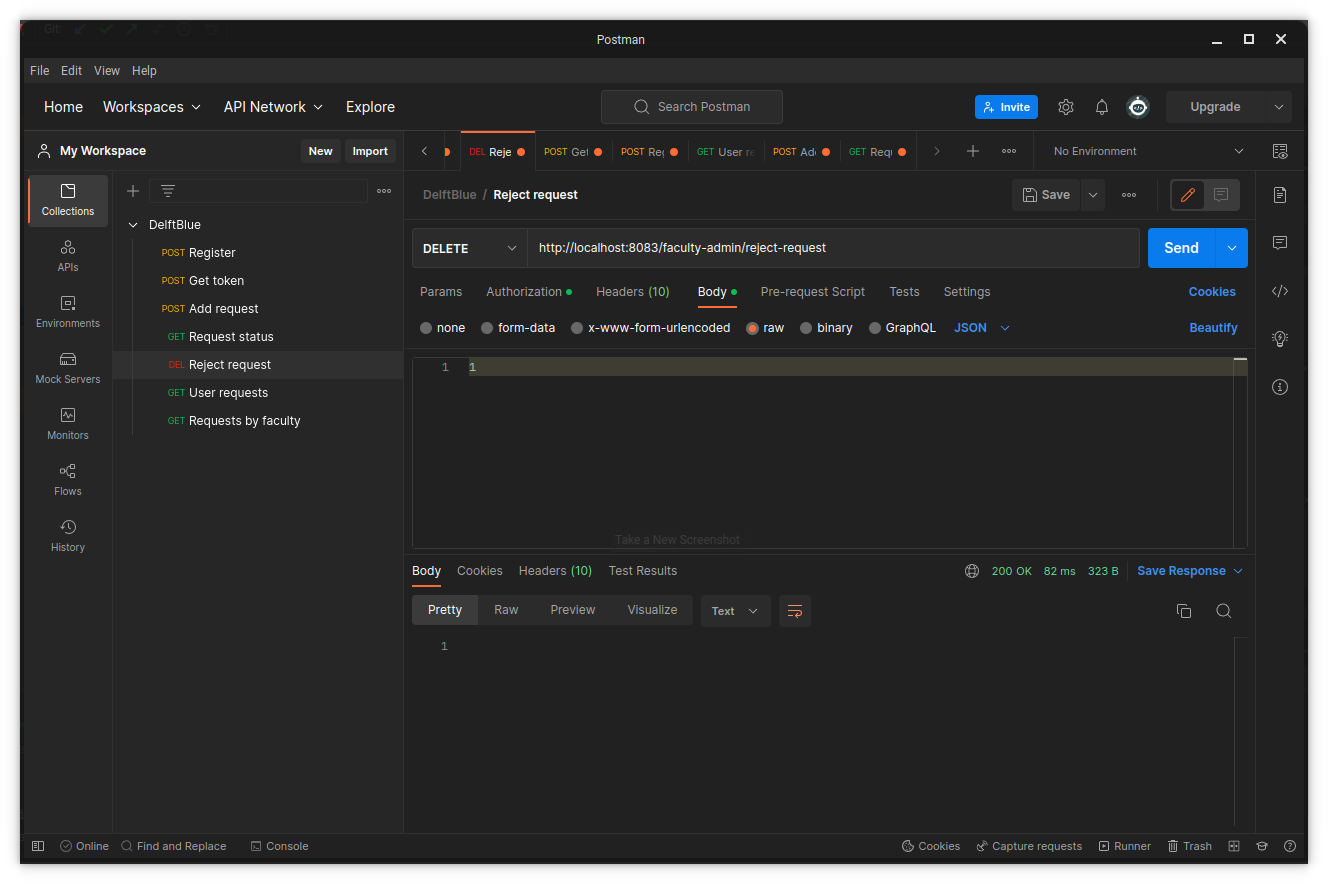 Git:
Postman
File Edit View Help
Home Workspaces API Network Explore Search Postman Invite Upgrade
My Workspace New Import
DEL Reje POST Get POST Reg GET User re POST Add GET Requ No Environment
Collections
APIs
Environments
Mock Servers
Monitors
Flows
History
DelftBlue
POST Register
POST Get token
POST Add request
GET Request status
DEL Reject request
GET User requests
GET Requests by faculty
DelftBlue / Reject request Save
DELETE http://localhost:8083/faculty-admin/reject-request Send
Params Authorization Headers (10) Body Pre-request Script Tests Settings Cookies
none form-data x-www-form-urlencoded raw binary GraphQL JSON Beautify
1 1
Take a New Screenshot
Body Cookies Headers (10) Test Results 200 OK 82 ms 323 B Save Response
Pretty Raw Preview Visualize Text
1
Online Find and Replace Console Cookies Capture requests Runner Trash